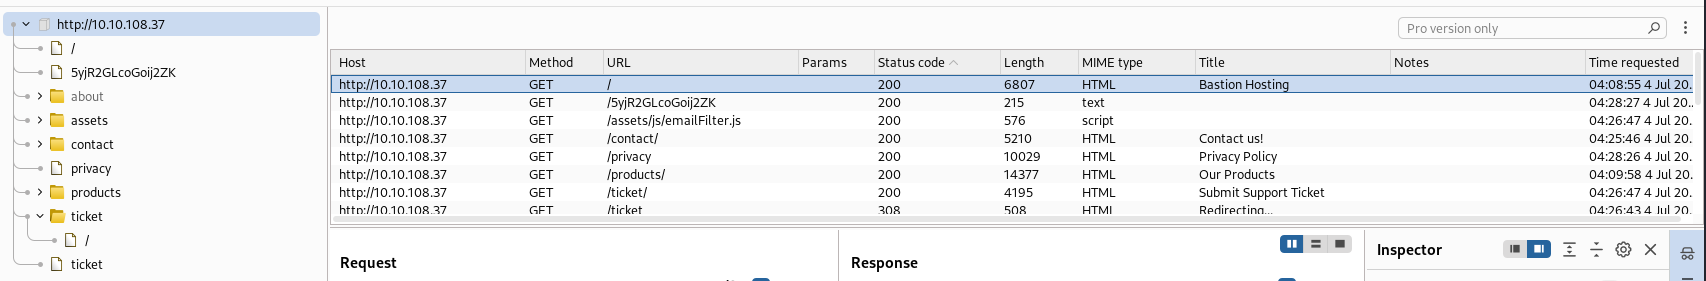 http://10.10.108.37
/
5yjR2GLcoGoij2ZK
about
assets
contact
privacy
products
ticket
/
ticket
Pro version only
Host Method URL Params Status code Length MIME type Title Notes Time requested
http://10.10.108.37 GET / 200 6807 HTML Bastion Hosting 04:08:55 4 Jul 20.
http://10.10.108.37 GET /5yjR2GLcoGoij2ZK 200 215 text 04:28:27 4 Jul 20..
http://10.10.108.37 GET /assets/js/emailFilter.js 200 576 script 04:26:47 4 Jul 20.
http://10.10.108.37 GET /contact/ 200 5210 HTML Contact us! 04:25:46 4 Jul 20.
http://10.10.108.37 GET /privacy 200 10029 HTML Privacy Policy 04:28:26 4 Jul 20.
http://10.10.108.37 GET /products/ 200 14377 HTML Our Products 04:09:58 4 Jul 20.
http://10.10.108.37 GET /ticket/ 200 4195 HTML Submit Support Ticket 04:26:47 4 Jul 20.
http://10.10.108.37 GET /ticket 308 508 HTML Redirecting... 04:26:43 4 Jul 20.
Request
Response
Inspector